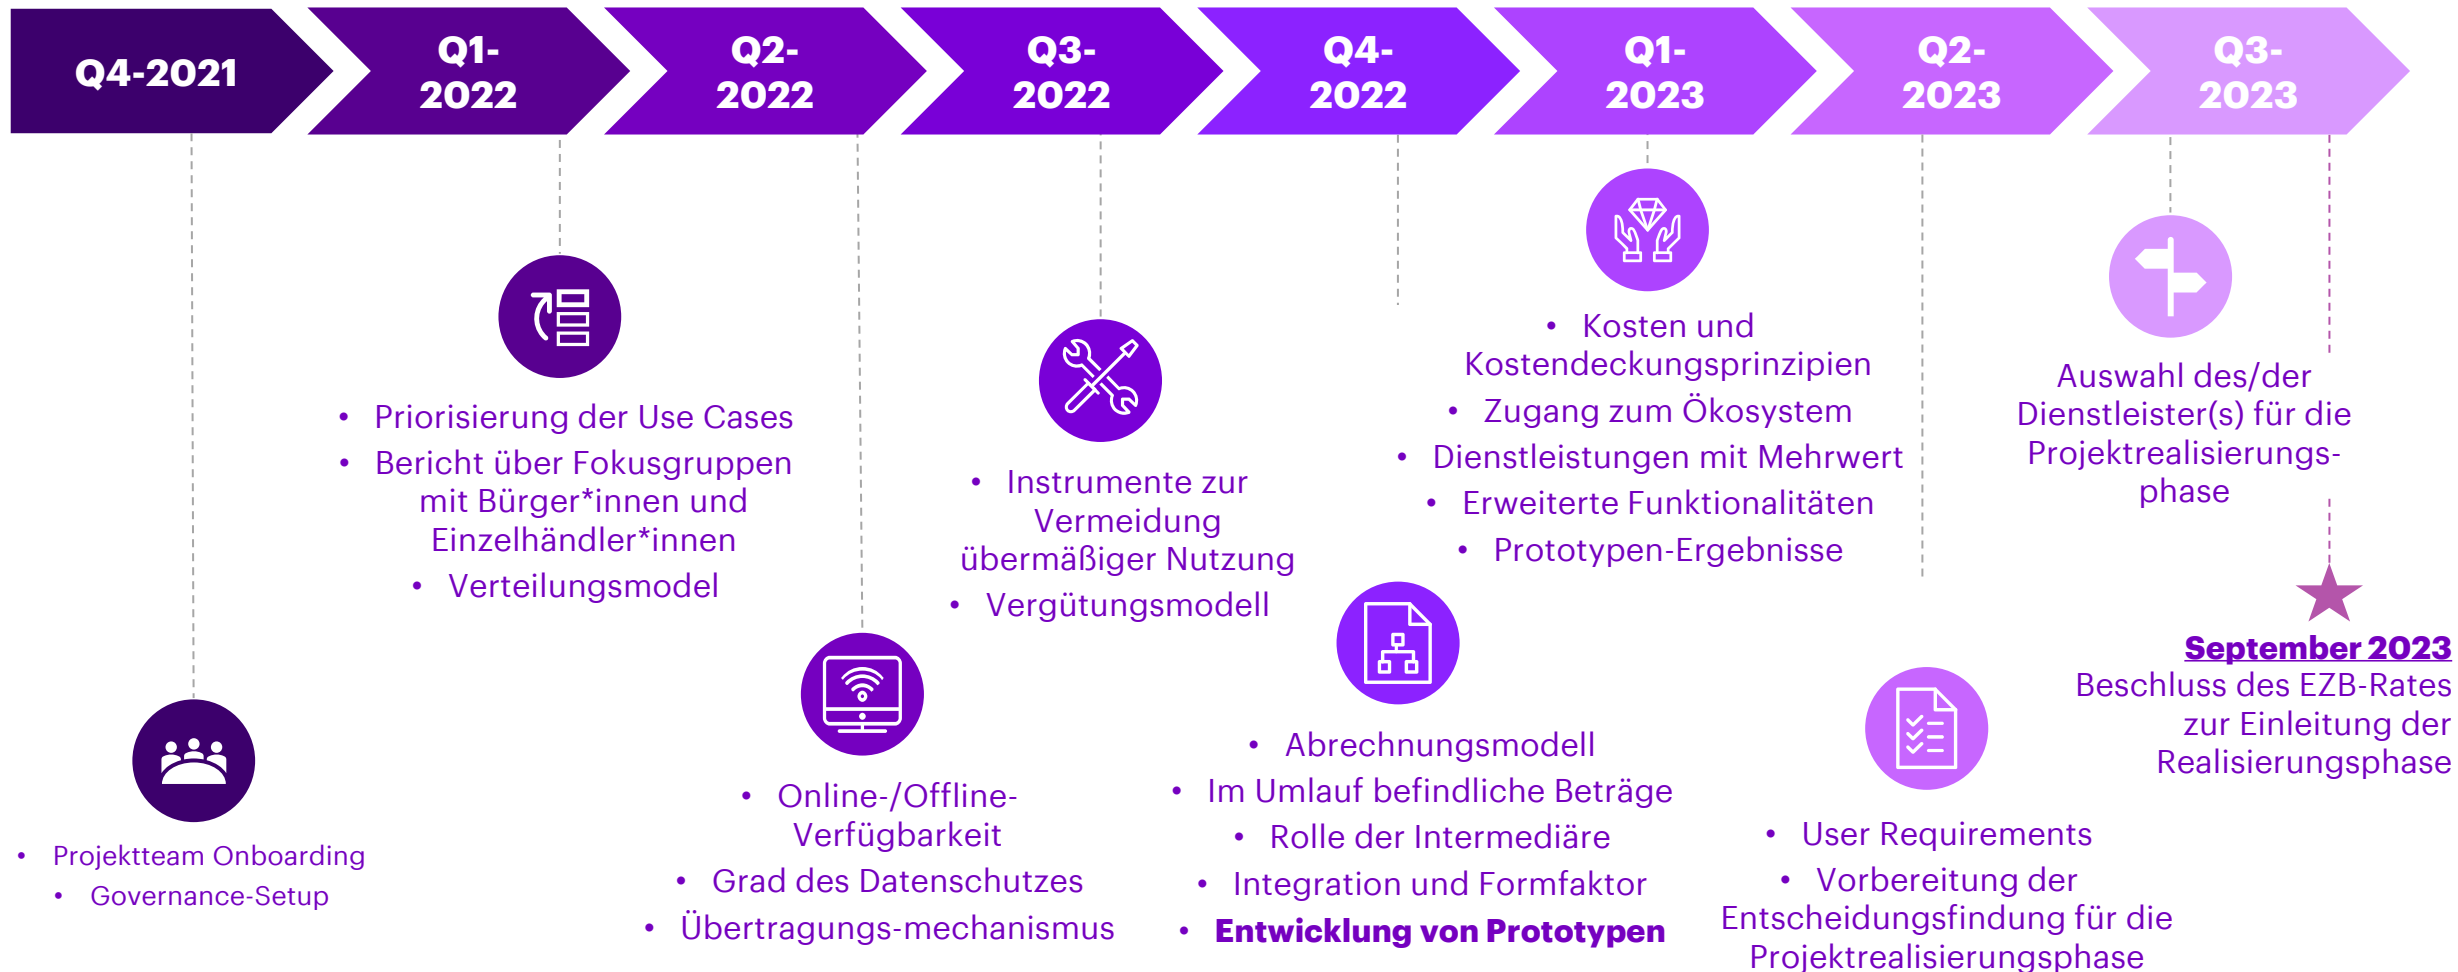 Q4-2021
Q1-
2022
Q2-
2022
Q3-
2022
Q4-
2022
Q1-
2023
Q2-
2023
Q3-
2023
• Projektteam Onboarding
• Governance-Setup
• Priorisierung der Use Cases
• Bericht über Fokusgruppen
mit Bürger*innen und
Einzelhändler*innen
• Verteilungsmodel
• Online-/Offline-
Verfügbarkeit
• Grad des Datenschutzes
• Übertragungs-mechanismus
• Instrumente zur
Vermeidung
übermäßiger Nutzung
• Vergütungsmodell
• Abrechnungsmodell
• Im Umlauf befindliche Beträge
• Rolle der Intermediäre
• Integration und Formfaktor
• Entwicklung von Prototypen
• Kosten und
Kostendeckungsprinzipien
• Zugang zum Ökosystem
• Dienstleistungen mit Mehrwert
• Erweiterte Funktionalitäten
• Prototypen-Ergebnisse
• User Requirements
• Vorbereitung der
Entscheidungsfindung für die
Projektrealisierungsphase
Auswahl des/der
Dienstleister(s) für die
Projektrealisierungs-
phase
September 2023
Beschluss des EZB-Rates
zur Einleitung der
Realisierungsphase